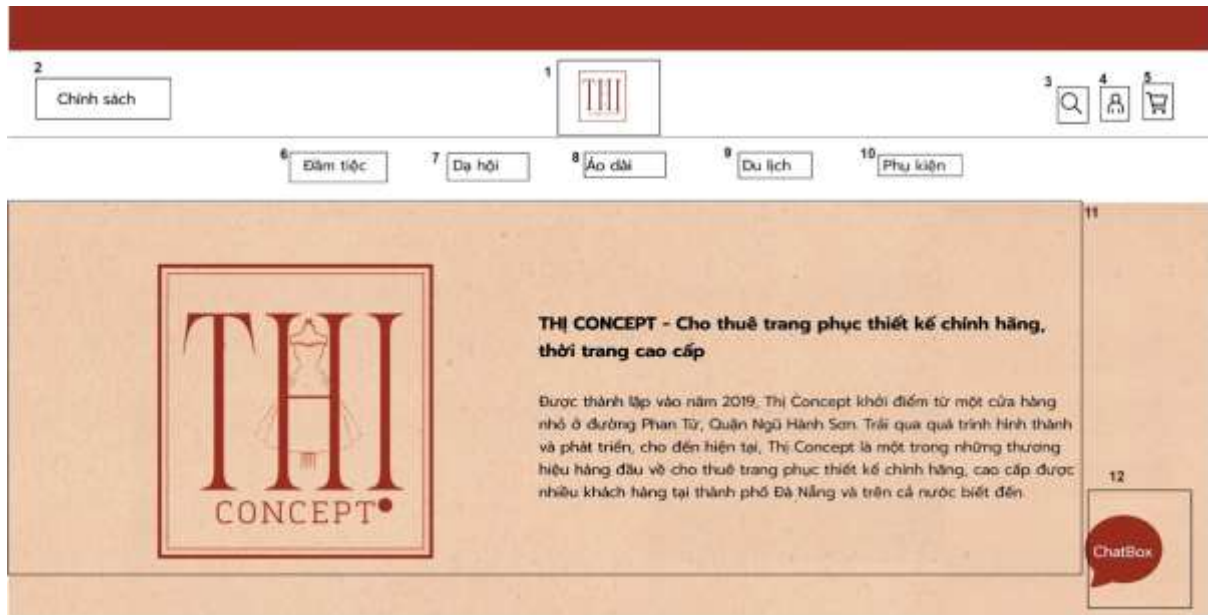 2
Chính sách
1
THI
3
4
5
6
Đầm tiệc
7
Dạ hội
8
Áo dài
9
Du lịch
10
Phụ kiện
11
THI
CONCEPT
THỊ CONCEPT - Cho thuê trang phục thiết kế chính hãng,
thời trang cao cấp
Được thành lập vào năm 2019, Thị Concept khởi điểm từ một cửa hàng
nhỏ ở đường Phan Tứ, Quận Ngũ Hành Sơn. Trải qua quá trình hình thành
và phát triển, cho đến hiện tại, Thị Concept là một trong những thương
hiệu hàng đầu về cho thuê trang phục thiết kế chính hãng, cao cấp được
nhiều khách hàng tại thành phố Đà Nẵng và trên cả nước biết đến.
12
ChatBox